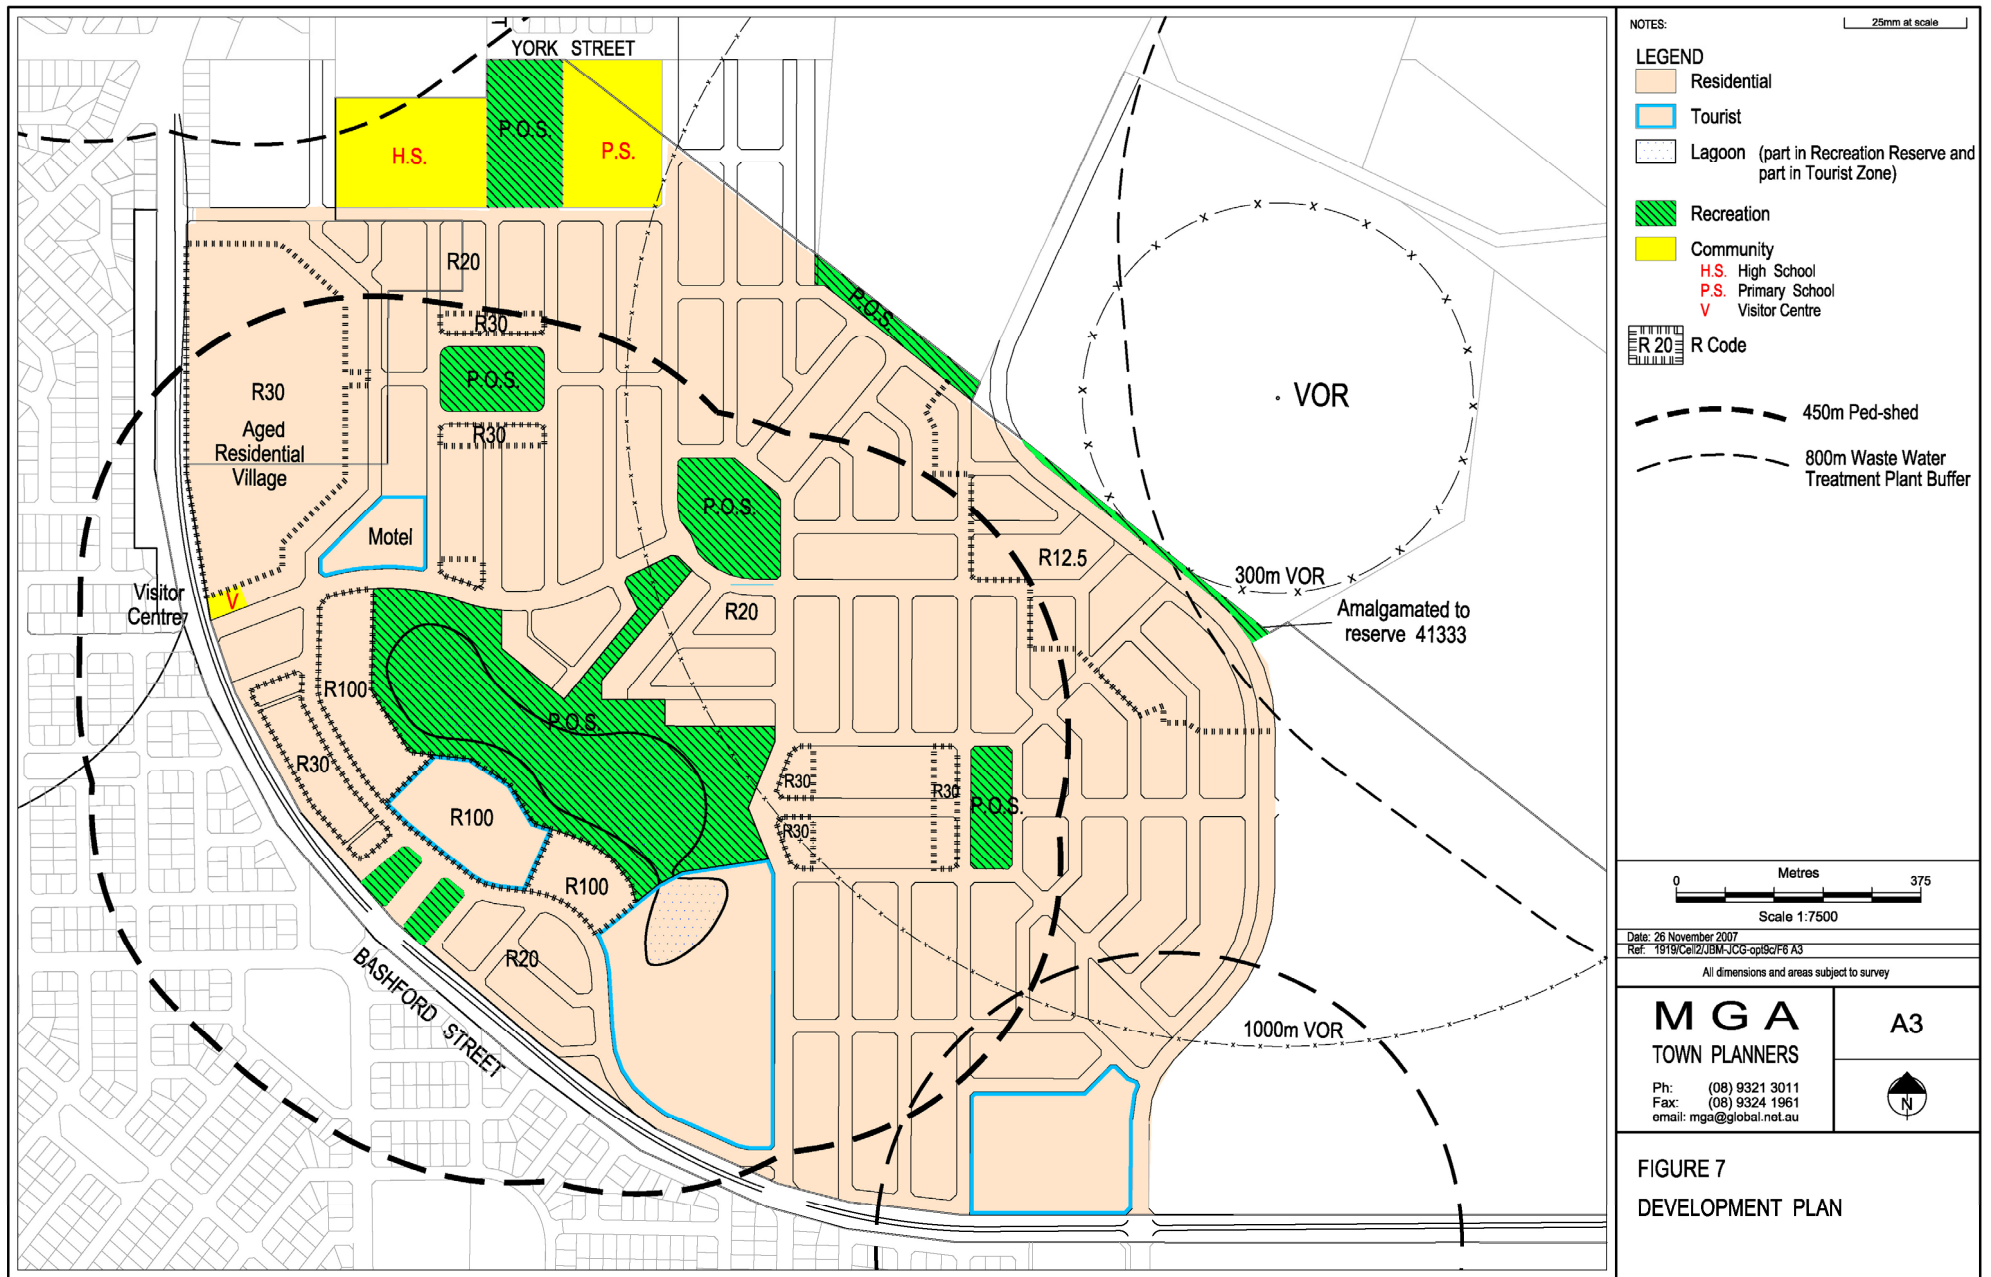 YORK STREET
P.O.S.
H.S.
P.S.
R20
R30
P.O.S.
P.O.S.
R30
VOR
R30
Aged
Residential
Village
Motel
P.O.S.
R12.5
300m VOR
Visitor
Centre
V
R20
Amalgamated to
reserve 41333
R100
P.O.S.
R30
R30
R30
P.O.S.
R100
R30
R100
R20
BASHFORD STREET
1000m VOR
NOTES:
25mm at scale
LEGEND
Residential
Tourist
Lagoon (part in Recreation Reserve and
part in Tourist Zone)
Recreation
Community
H.S. High School
P.S. Primary School
V Visitor Centre
R 20 R Code
450m Ped-shed
800m Waste Water
Treatment Plant Buffer
Metres
0 375
Scale 1:7500
Date: 26 November 2007
Ref: 1919/Cell2/JBM-JCG-opt9c/F6 A3
All dimensions and areas subject to survey
MGA
TOWN PLANNERS
Ph: (08) 9321 3011
Fax: (08) 9324 1961
email: mga@global.net.au
A3
N
FIGURE 7
DEVELOPMENT PLAN